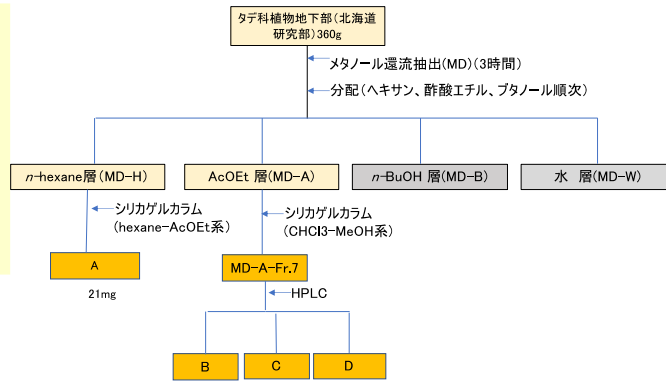 タデ科植物地下部(北海道
研究部)360g
メタノール還流抽出(MD)(3時間)
分配(ヘキサン、酢酸エチル、ブタノール順次)
n-hexane層(MD-H)
AcOEt 層(MD-A)
n-BuOH 層(MD-B)
水 層(MD-W)
シリカゲルカラム
(hexane-AcOEt系)
シリカゲルカラム
(CHCl3-MeOH系)
A
MD-A-Fr.7
21mg
HPLC
B
C
D